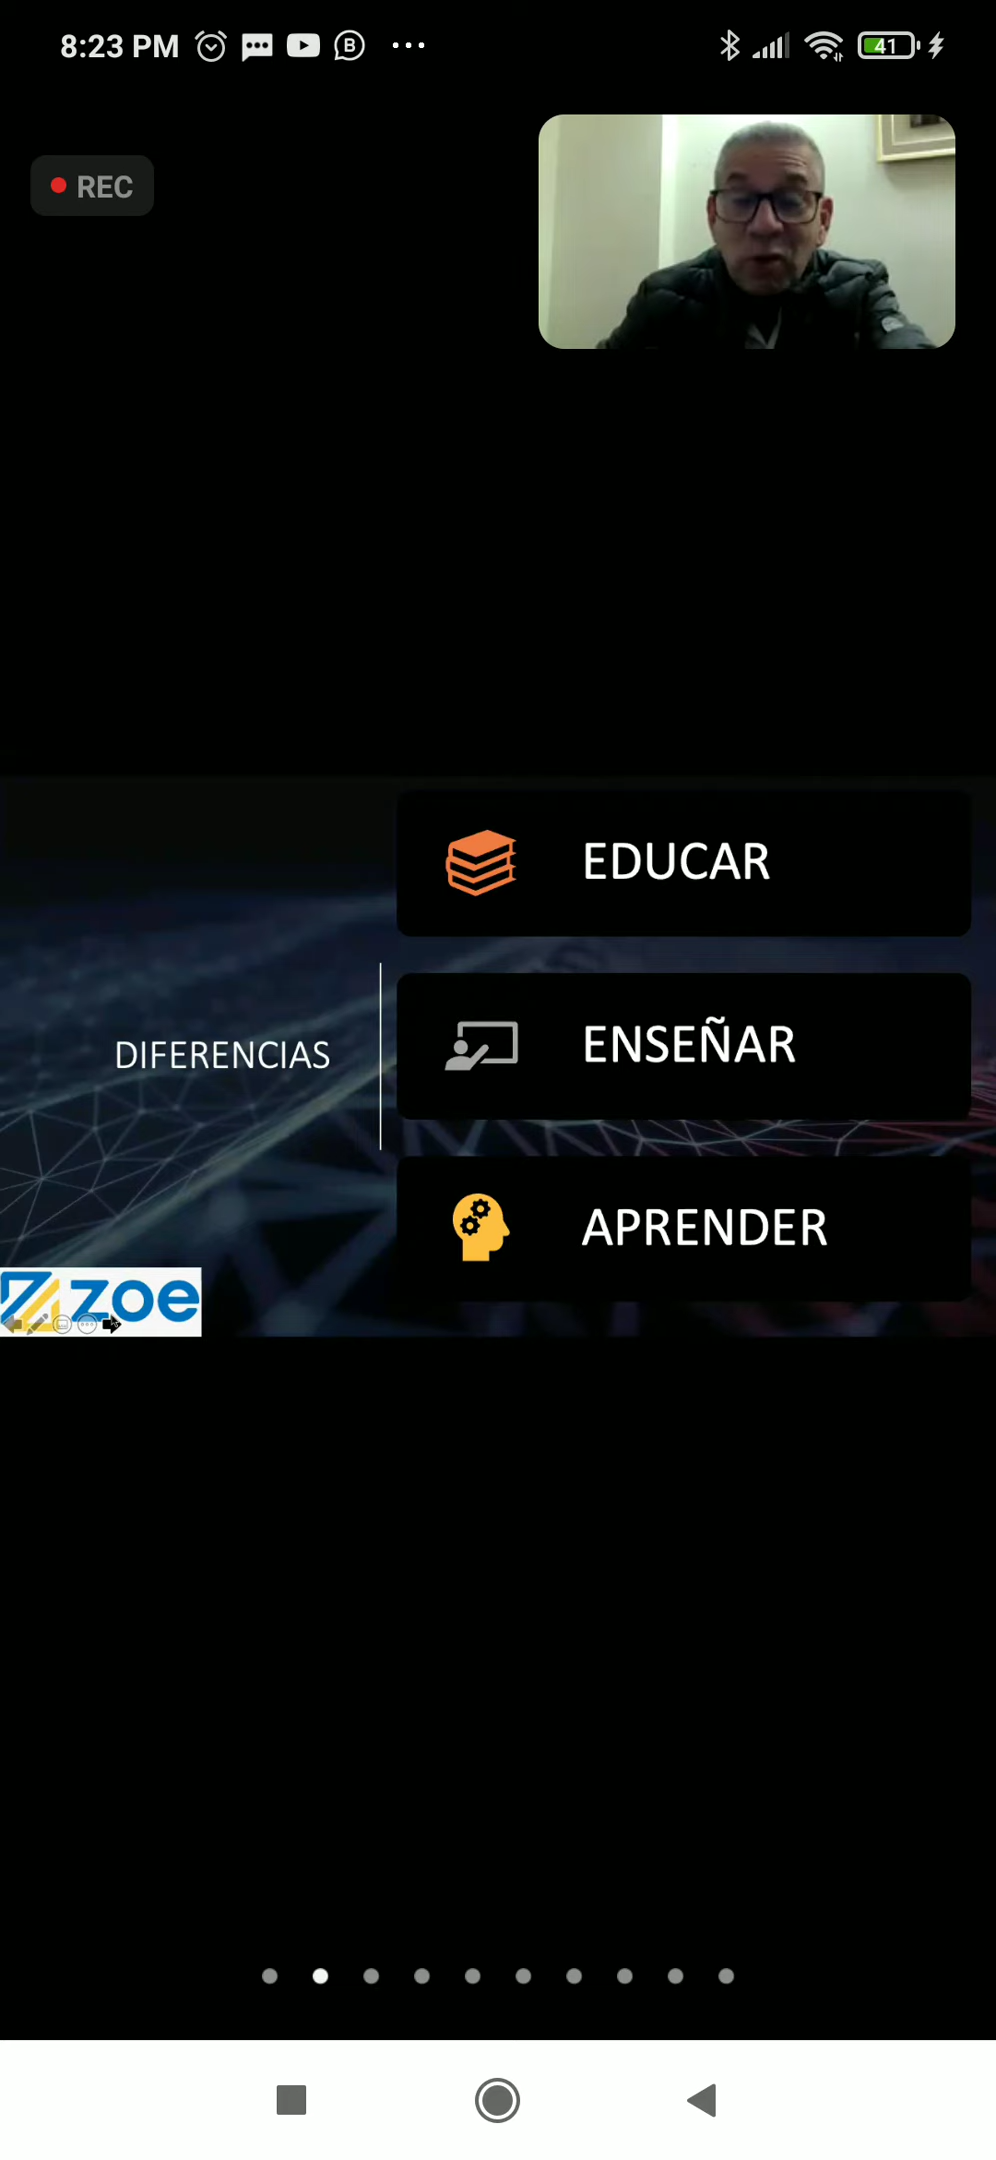 8:23 PM
B
41
REC
EDUCAR
ENSEÑAR
DIFERENCIAS
APRENDER
zoe